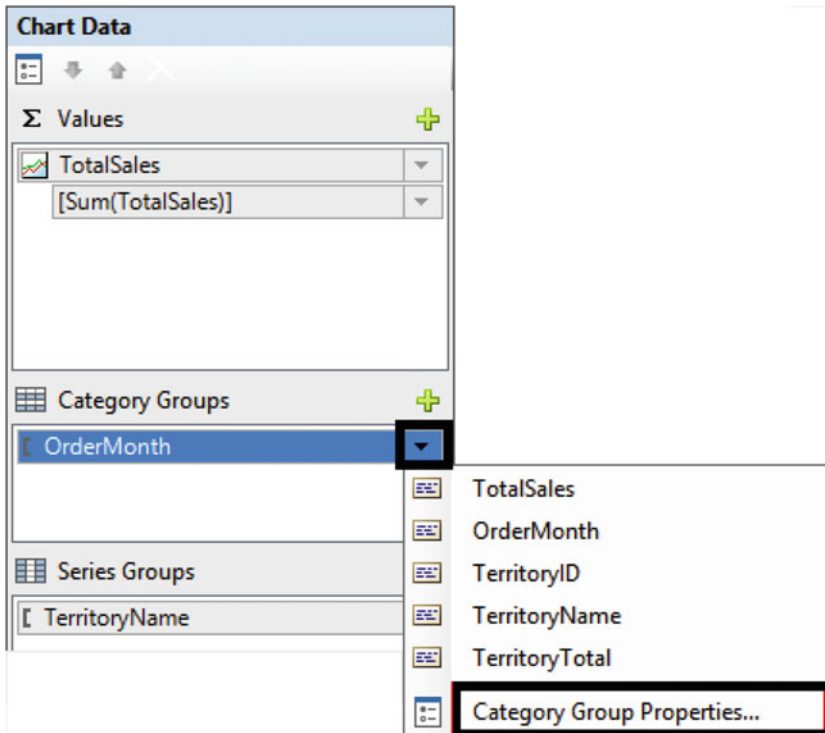 Chart Data
Σ Values
TotalSales
[Sum(TotalSales)]
Category Groups
OrderMonth
TotalSales
OrderMonth
TerritoryID
TerritoryName
TerritoryTotal
Category Group Properties...
Series Groups
TerritoryName